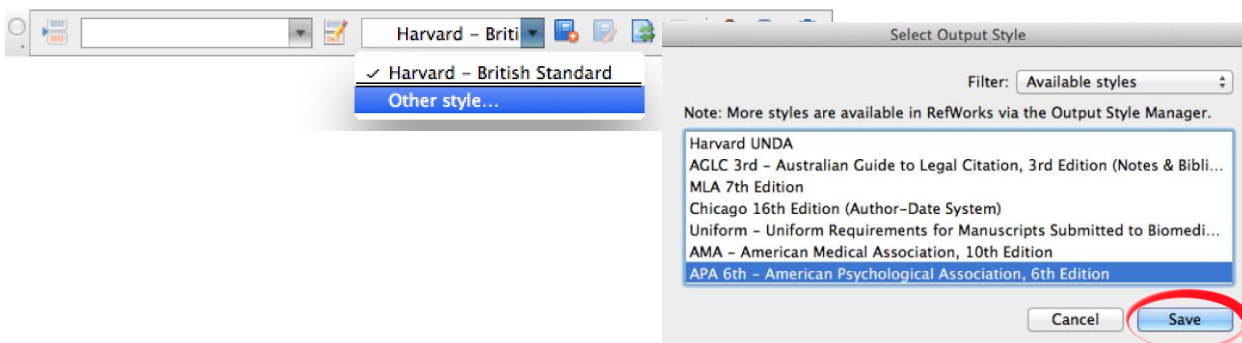 Harvard – Briti
✓ Harvard – British Standard
Other style...
Select Output Style
Filter: Available styles
Note: More styles are available in RefWorks via the Output Style Manager.
Harvard UNDA
AGLC 3rd – Australian Guide to Legal Citation, 3rd Edition (Notes & Bibli...
MLA 7th Edition
Chicago 16th Edition (Author–Date System)
Uniform – Uniform Requirements for Manuscripts Submitted to Biomedi...
AMA – American Medical Association, 10th Edition
APA 6th – American Psychological Association, 6th Edition
Cancel Save